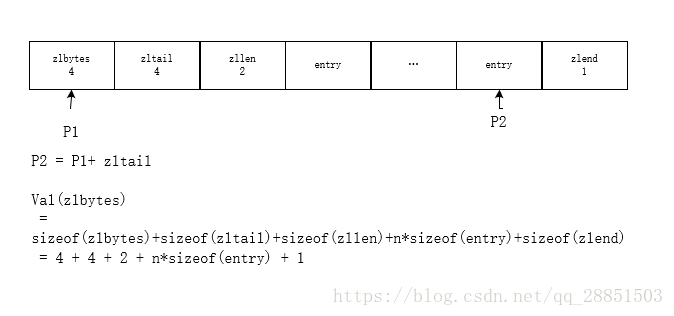 zlbytes zltail zllen entry … entry zlend
4 4 2 1
P1
P2
P2 = P1+ zltail
Val(zlbytes)
=
sizeof(zlbytes)+sizeof(zltail)+sizeof(zllen)+n*sizeof(entry)+sizeof(zlend)
= 4 + 4 + 2 + n*sizeof(entry) + 1
https://blog.csdn.net/qq_28851503